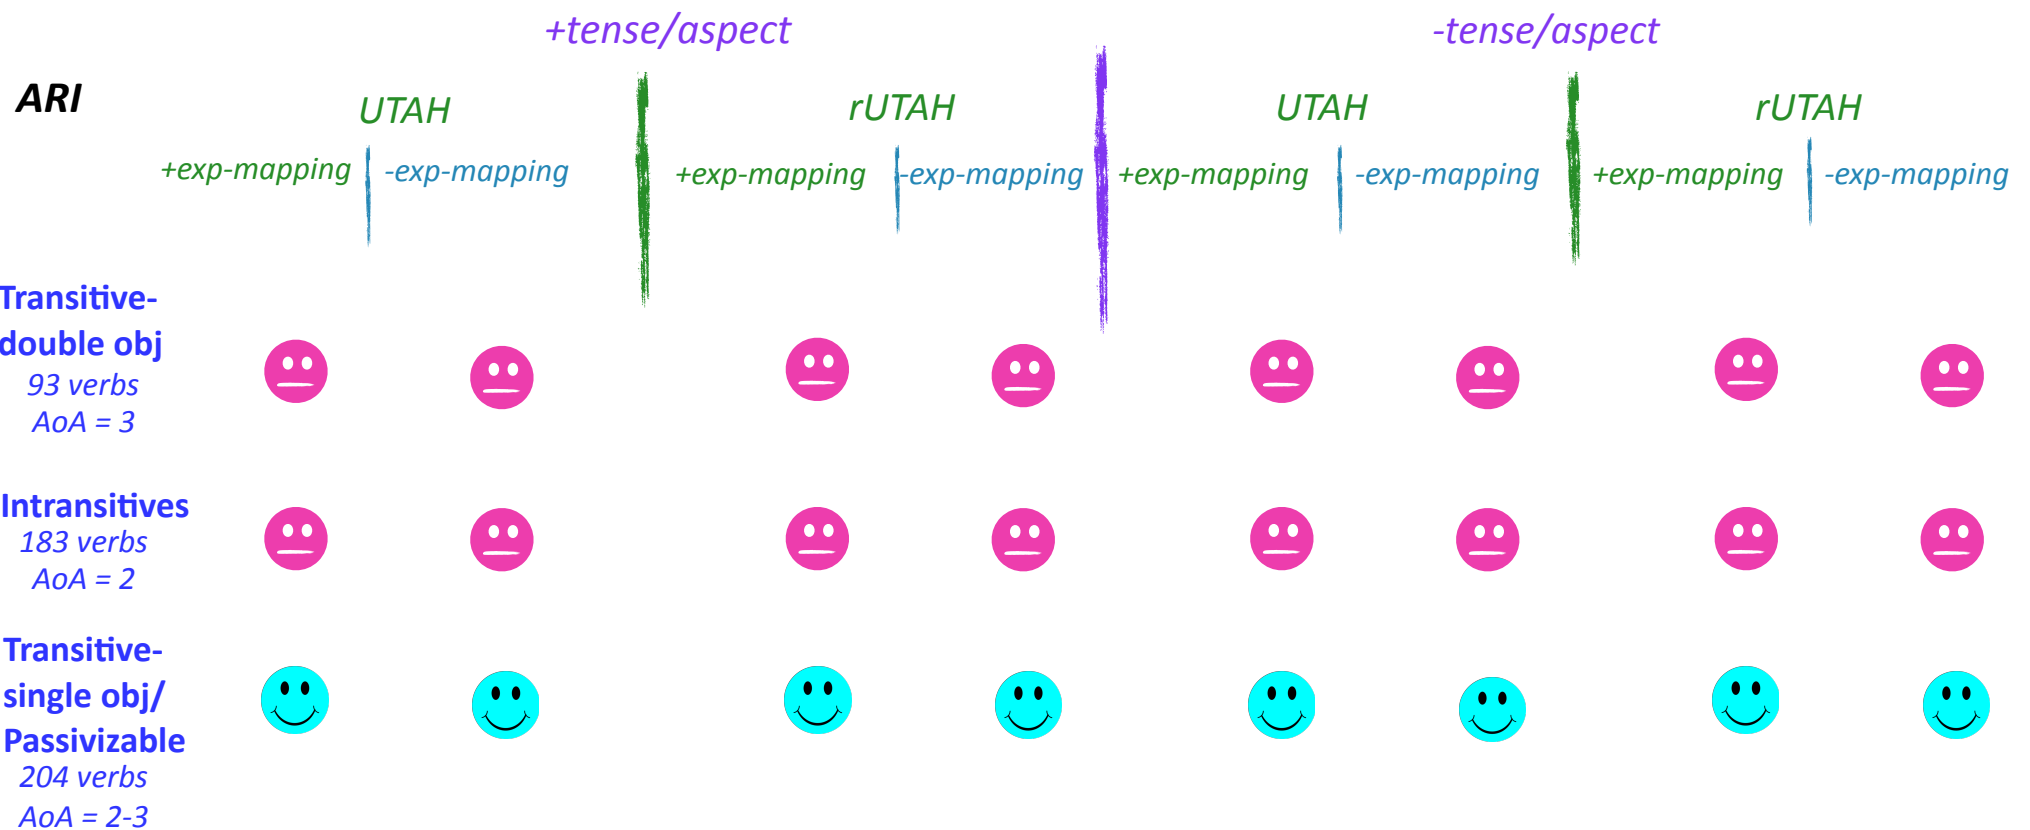 +tense/aspect -tense/aspect
ARI
UTAH rUTAH UTAH rUTAH
+exp-mapping -exp-mapping +exp-mapping -exp-mapping +exp-mapping -exp-mapping +exp-mapping -exp-mapping
Transitive-
double obj
93 verbs
AoA = 3
Intransitives
183 verbs
AoA = 2
Transitive-
single obj/
Passivizable
204 verbs
AoA = 2-3